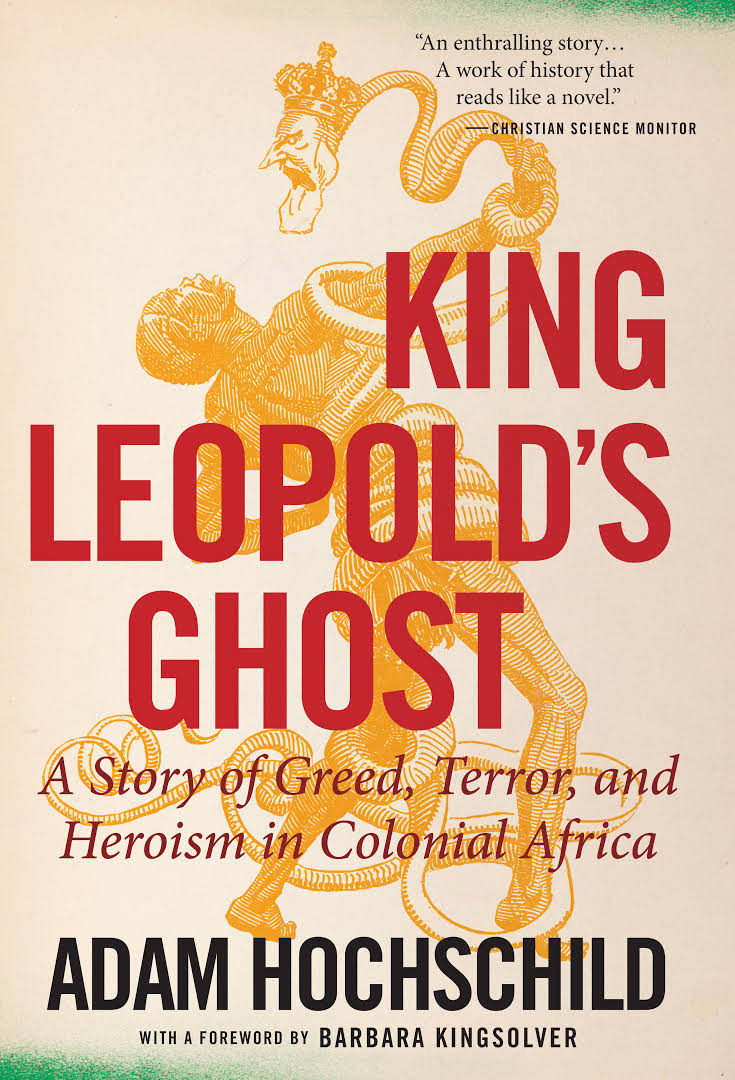 “An enthralling story…
A work of history that
reads like a novel.”
—CHRISTIAN SCIENCE MONITOR
KING
LEOPOLD’S
GHOST
A Story of Greed, Terror, and
Heroism in Colonial Africa
ADAM HOCHSCHILD
WITH A FOREWORD BY BARBARA KINGSOLVER